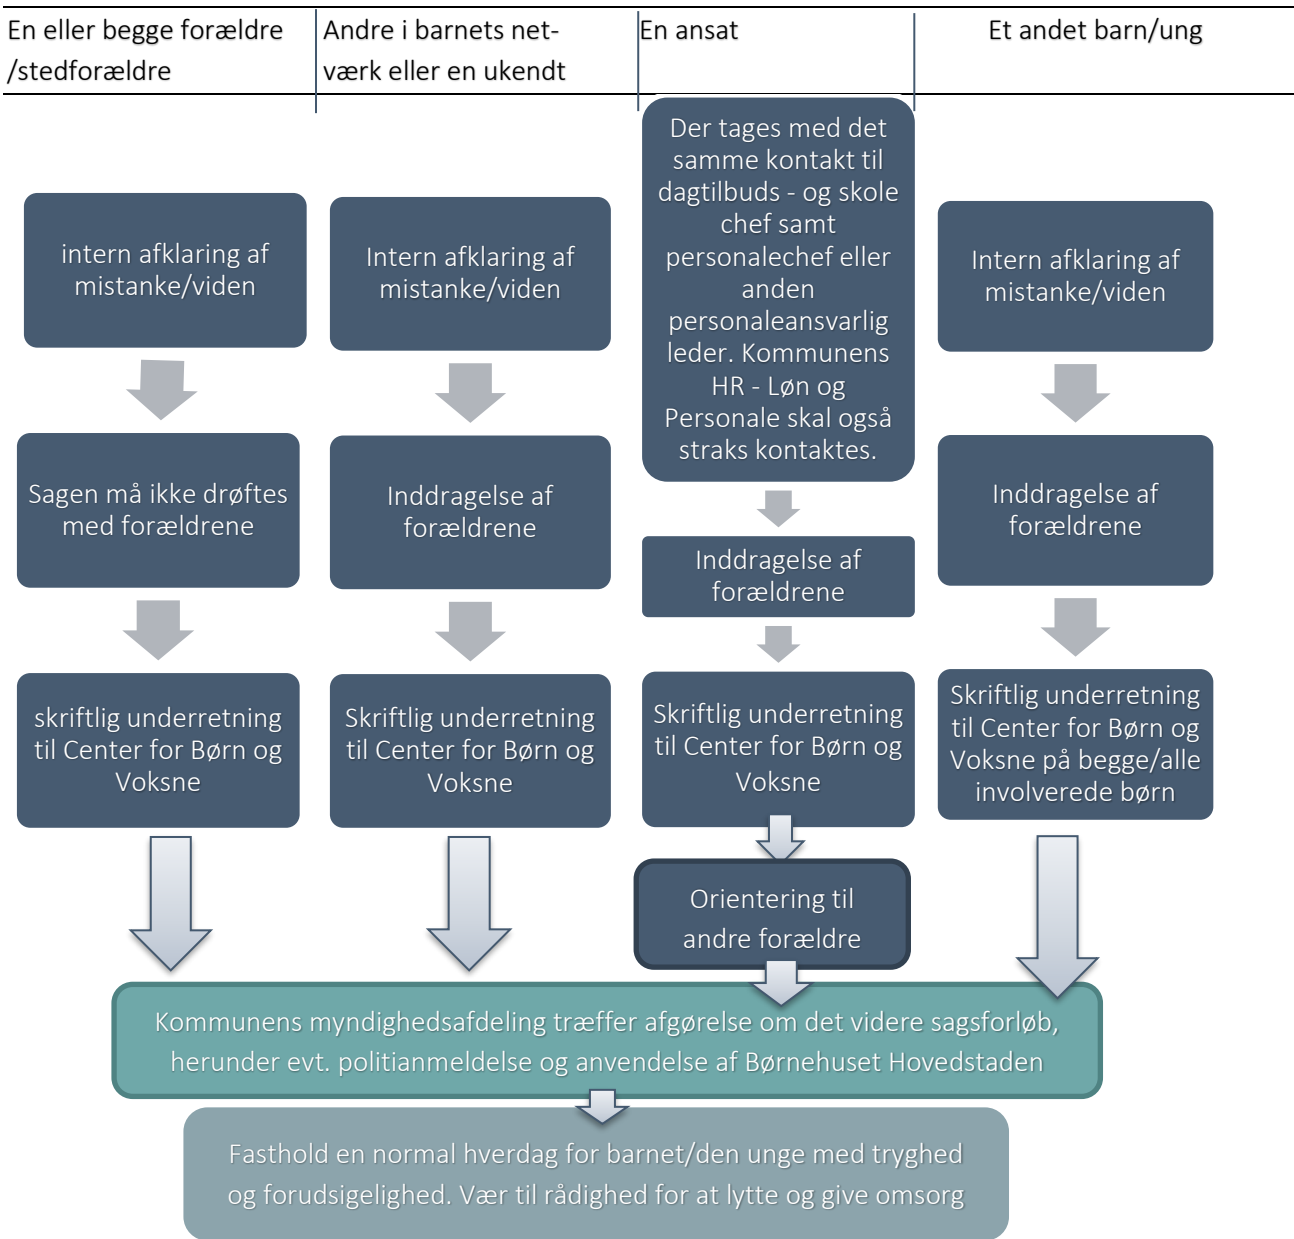 En eller begge forældre
/stedforældre
Andre i barnets net-
værk eller en ukendt
En ansat
Et andet barn/ung
intern afklaring af
mistanke/viden
Sagen må ikke drøftes
med forældrene
skriftlig underretning
til Center for Børn og
Voksne
Intern afklaring af
mistanke/viden
Inddragelse af
forældrene
Skriftlig underretning
til Center for Børn og
Voksne
Der tages med det
samme kontakt til
dagtilbuds - og skole
chef samt
personalechef eller
anden
personaleansvarlig
leder. Kommunens
HR - Løn og
Personale skal også
straks kontaktes.
Inddragelse af
forældrene
Skriftlig underretning
til Center for Børn og
Voksne
Orientering til
andre forældre
Intern afklaring af
mistanke/viden
Inddragelse af
forældrene
Skriftlig underretning
til Center for Børn og
Voksne på begge/alle
involverede børn
Kommunens myndighedsafdeling træffer afgørelse om det videre sagsforløb,
herunder evt. politianmeldelse og anvendelse af Børnehuset Hovedstaden
Fasthold en normal hverdag for barnet/den unge med tryghed
og forudsigelighed. Vær til rådighed for at lytte og give omsorg